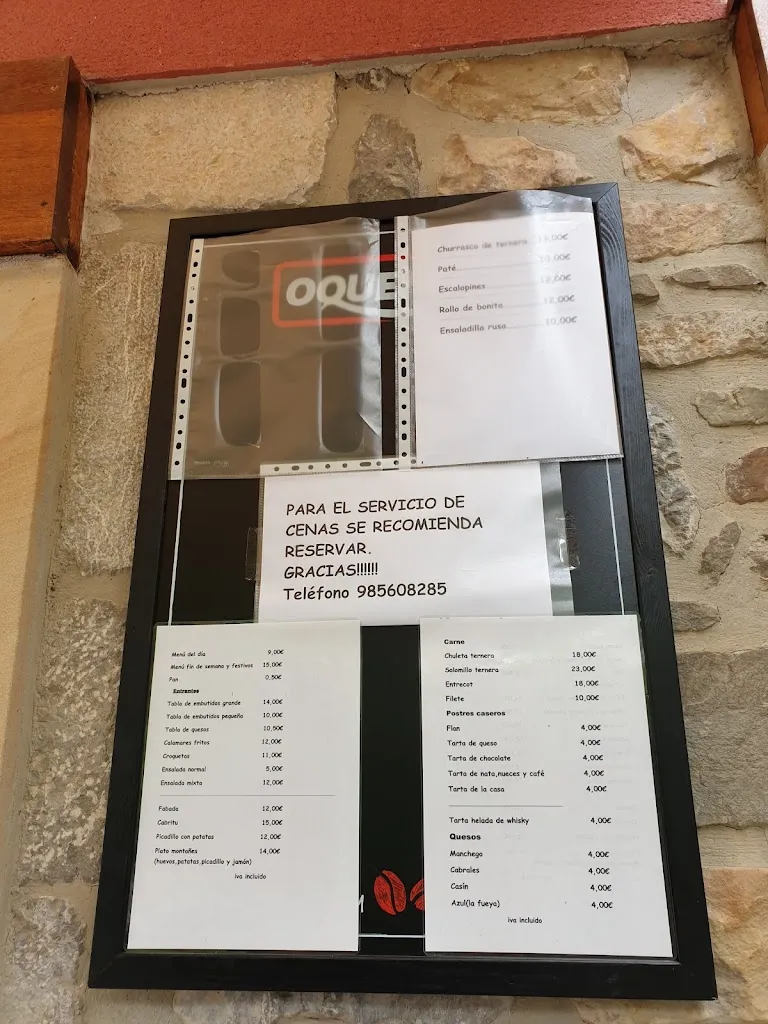 OQUE
Churrasco de ternera
Paté..................10,00€
Escalopines............12,00€
Rollo de bonito............12,00€
Ensaladilla rusa............10,00€
PARA EL SERVICIO DE
CENAS SE RECOMIENDA
RESERVAR.
GRACIAS!!!!!!
Teléfono 985608285
Menú del día 9,00€
Menú fin de semana y festivos 15,00€
Pan 0,50€
Entrantes
Tabla de embutidos grande 14,00€
Tabla de embutidos pequeña 10,00€
Tabla de quesos 10,50€
Calamares fritos 12,00€
Croquetas 11,00€
Ensalada normal 5,00€
Ensalada mixta 12,00€
Fabada 12,00€
Cabritu 15,00€
Picadillo con patatas 12,00€
Plato montañes 14,00€
(huevos,patatas,picadillo y jamón)
iva incluido
Carne
Chuleta ternera 18,00€
Solomillo ternera 23,00€
Entrecot 18,00€
Filete 10,00€
Postres caseros
Flan 4,00€
Tarta de queso 4,00€
Tarta de chocolate 4,00€
Tarta de nata,nueces y café 4,00€
Tarta de la casa 4,00€
Tarta helada de whisky 4,00€
Quesos
Manchego 4,00€
Cabrales 4,00€
Casín 4,00€
Azul(la fueya) 4,00€
iva incluido
M